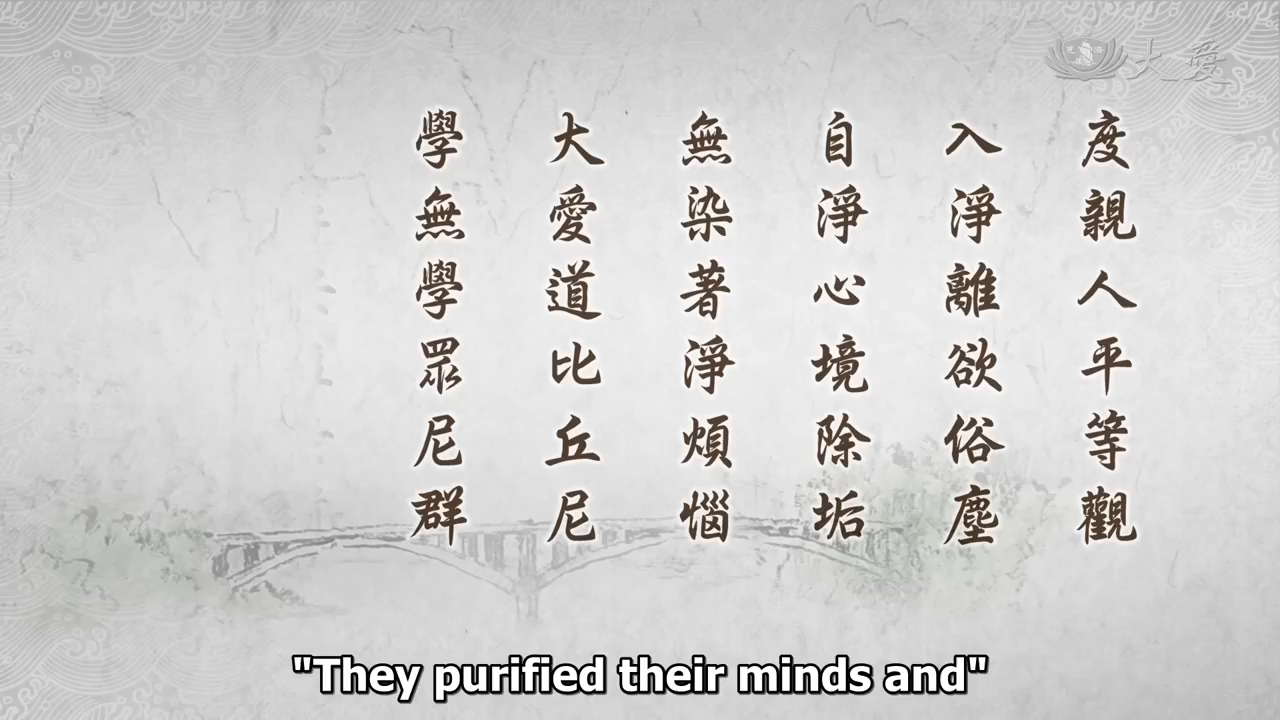 度親人平等觀
入淨離欲俗塵
自淨心境除垢
無染著淨煩惱
大愛道比丘尼
學無學眾尼群
大愛
"They purified their minds and"